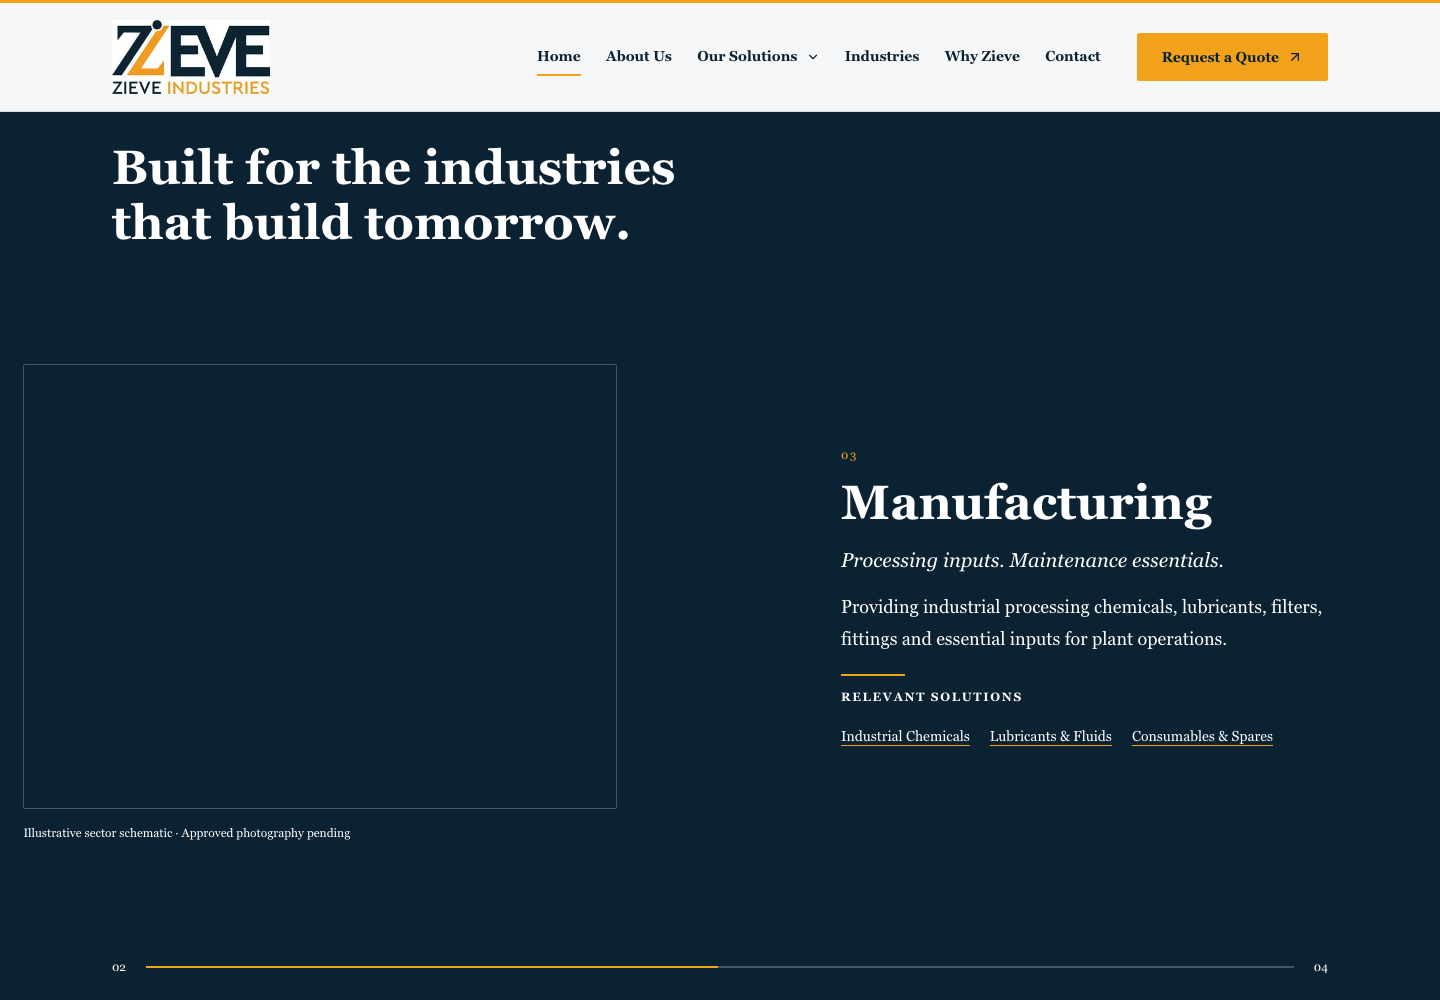 ZIEVE
ZIEVE INDUSTRIES
Home
About Us
Our Solutions
Industries
Why Zieve
Contact
Request a Quote
Built for the industries
that build tomorrow.
Illustrative sector schematic · Approved photography pending
03
Manufacturing
Processing inputs. Maintenance essentials.
Providing industrial processing chemicals, lubricants, filters,
fittings and essential inputs for plant operations.
RELEVANT SOLUTIONS
Industrial Chemicals
Lubricants & Fluids
Consumables & Spares
02
04